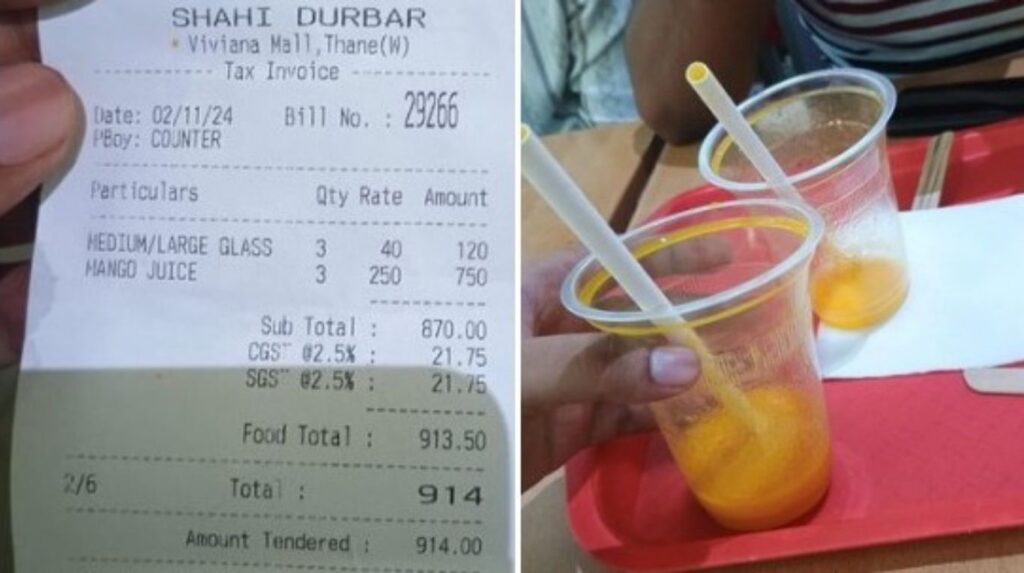 SHAHI DURBAR
Viviana Mall,Thane(W)
Tax Invoice
Date: 02/11/24 Bill No. : 29266
PBoy: COUNTER
Particulars Qty Rate Amount
MEDIUM/LARGE GLASS 3 40 120
MANGO JUICE 3 250 750
Sub Total : 870.00
CGST @2.5% : 21.75
SGST @2.5% : 21.75
Food Total : 913.50
2/6 Total : 914
Amount Tendered : 914.00